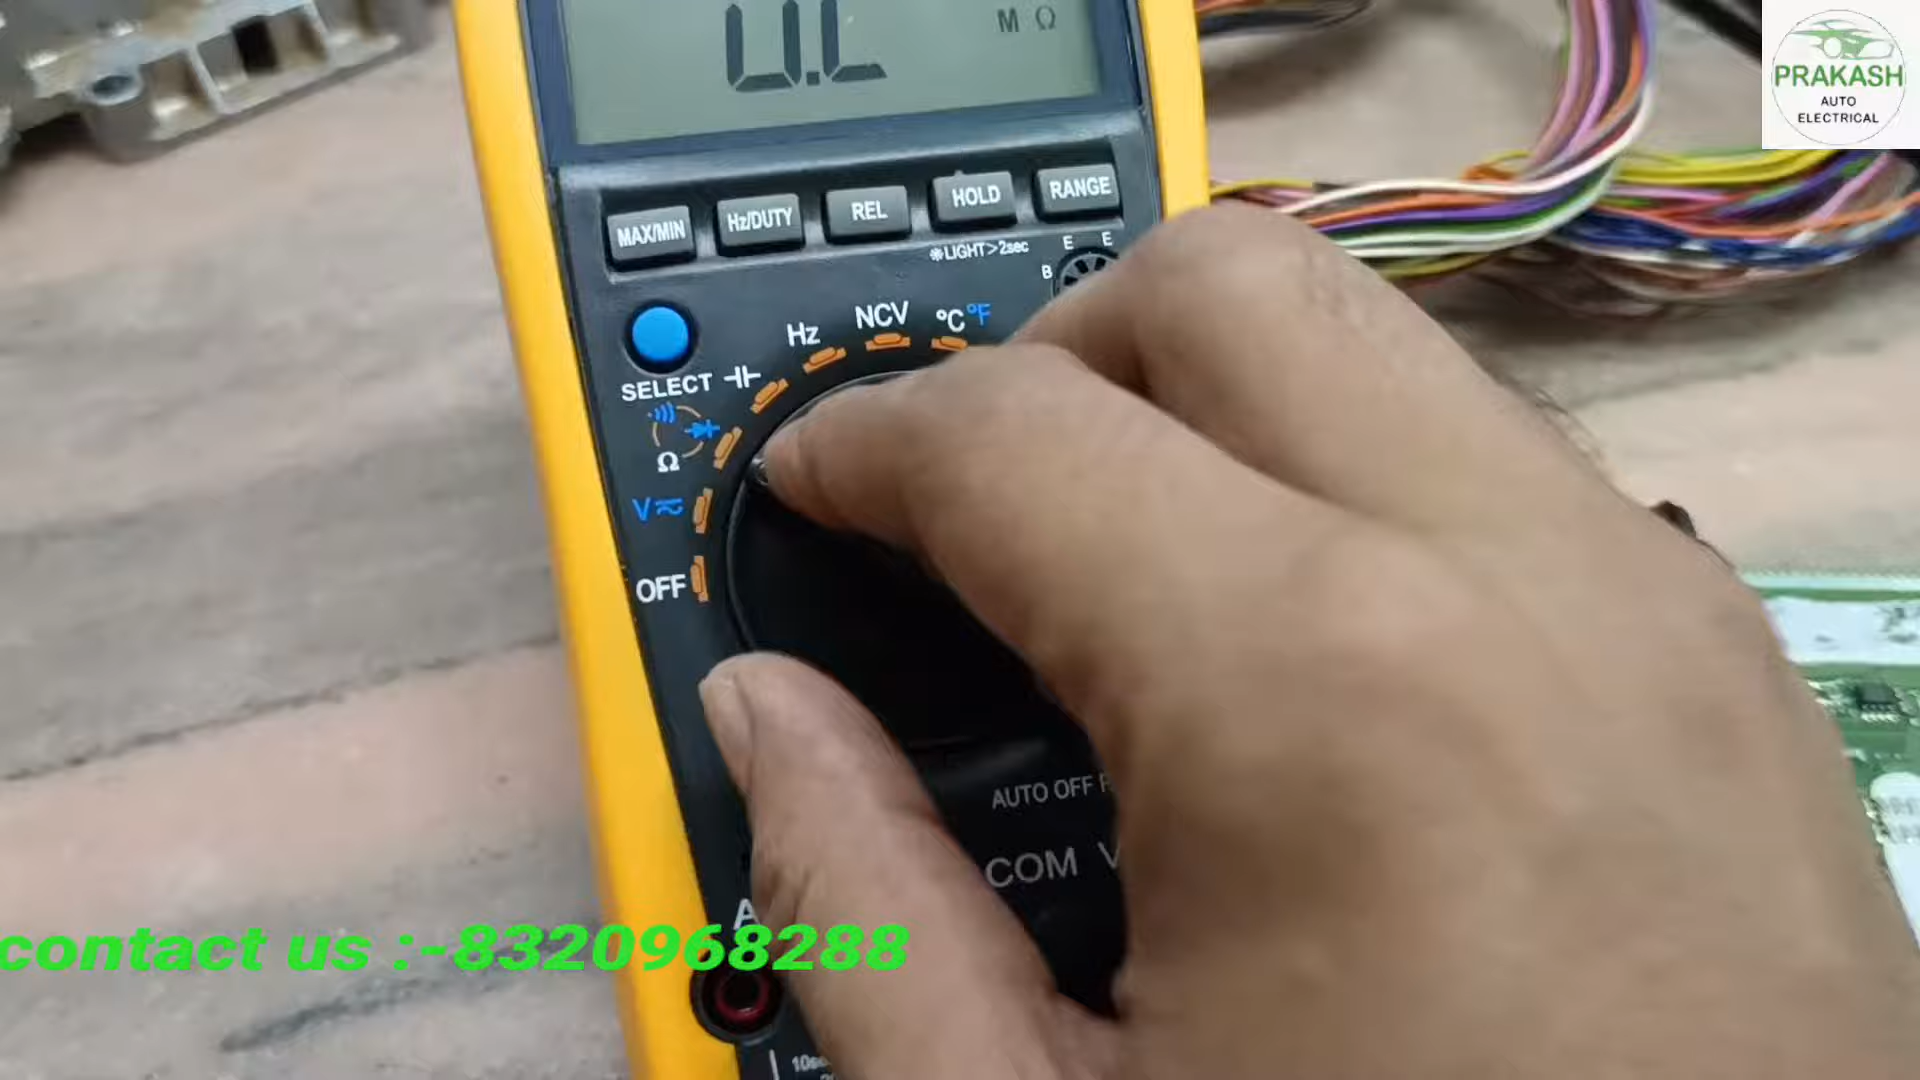 0.L
M Ω
PRAKASH
AUTO
ELECTRICAL
MAX/MIN
Hz/DUTY
REL
HOLD
RANGE
☼LIGHT>2sec
E E
B
SELECT
Hz
NCV
°C°F
Ω
V
OFF
AUTO OFF
COM V
A
contact us :-8320968288